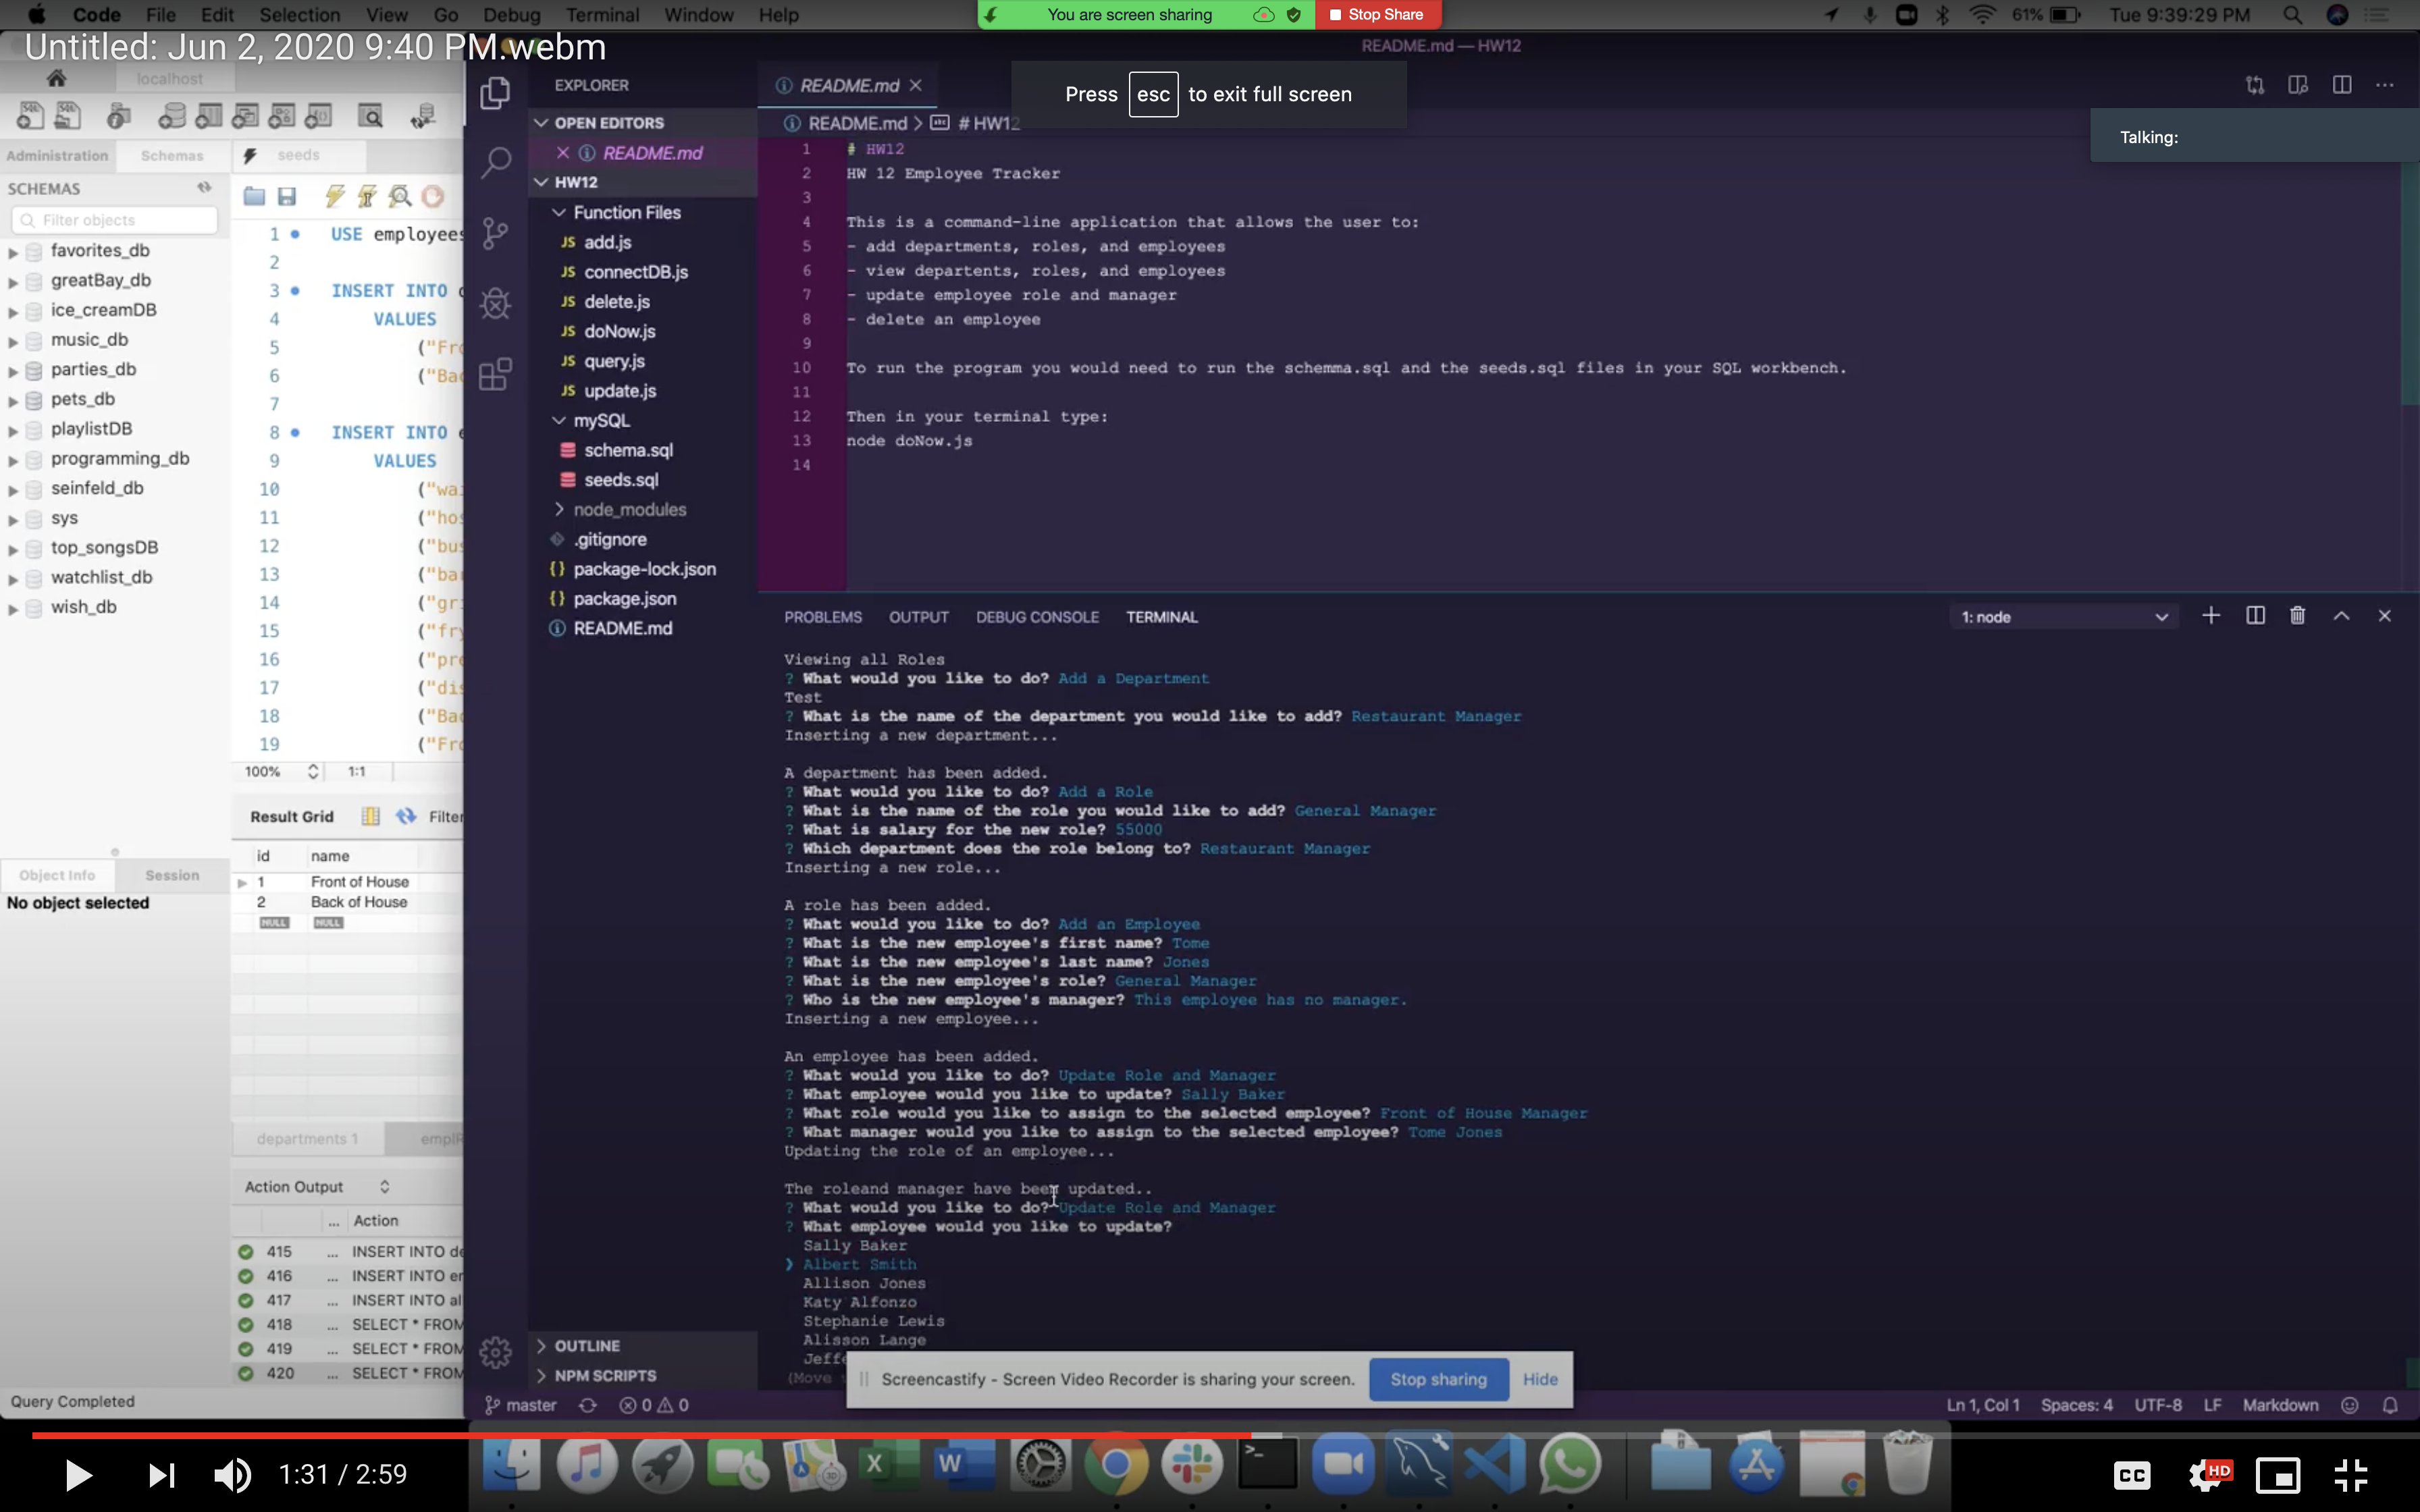 Code File Edit Selection View Go Debug Terminal Window Help
You are screen sharing
Stop Share
61%
Tue 9:39:29 PM
Untitled: Jun 2, 2020 9:40 PM.webm
README.md — HW12
Press esc to exit full screen
Talking:
localhost
Administration Schemas
seeds
SCHEMAS
Filter objects
favorites_db
greatBay_db
ice_creamDB
music_db
parties_db
pets_db
playlistDB
programming_db
seinfeld_db
sys
top_songsDB
watchlist_db
wish_db
Object Info Session
No object selected
Query Completed
1 USE employees
2
3 INSERT INTO
4 VALUES
5 ("Fro
6 ("Bac
7
8 INSERT INTO e
9 VALUES
10 ("wai
11 ("hos
12 ("bus
13 ("bar
14 ("gri
15 ("fry
16 ("pre
17 ("dis
18 ("Bac
19 ("Fro
100% 1:1
Result Grid Filter
id name
1 Front of House
2 Back of House
NULL NULL
departments 1 emplR
Action Output
... Action
415 ... INSERT INTO de
416 ... INSERT INTO er
417 ... INSERT INTO al
418 ... SELECT * FROM
419 ... SELECT * FROM
420 ... SELECT * FROM
EXPLORER
OPEN EDITORS
README.md
HW12
Function Files
JS add.js
JS connectDB.js
JS delete.js
JS doNow.js
JS query.js
JS update.js
mySQL
schema.sql
seeds.sql
node_modules
.gitignore
{} package-lock.json
{} package.json
README.md
OUTLINE
NPM SCRIPTS
README.md
README.md > # HW12
1 # HW12
2 HW 12 Employee Tracker
3
4 This is a command-line application that allows the user to:
5 - add departments, roles, and employees
6 - view departents, roles, and employees
7 - update employee role and manager
8 - delete an employee
9
10 To run the program you would need to run the schemma.sql and the seeds.sql files in your SQL workbench.
11
12 Then in your terminal type:
13 node doNow.js
14
PROBLEMS OUTPUT DEBUG CONSOLE TERMINAL
1: node
Viewing all Roles
? What would you like to do? Add a Department
Test
? What is the name of the department you would like to add? Restaurant Manager
Inserting a new department...
A department has been added.
? What would you like to do? Add a Role
? What is the name of the role you would like to add? General Manager
? What is salary for the new role? 55000
? Which department does the role belong to? Restaurant Manager
Inserting a new role...
A role has been added.
? What would you like to do? Add an Employee
? What is the new employee's first name? Tome
? What is the new employee's last name? Jones
? What is the new employee's role? General Manager
? Who is the new employee's manager? This employee has no manager.
Inserting a new employee...
An employee has been added.
? What would you like to do? Update Role and Manager
? What employee would you like to update? Sally Baker
? What role would you like to assign to the selected employee? Front of House Manager
? What manager would you like to assign to the selected employee? Tome Jones
Updating the role of an employee...
The roleand manager have been updated..
? What would you like to do? Update Role and Manager
? What employee would you like to update?
Sally Baker
❯ Albert Smith
Allison Jones
Katy Alfonzo
Stephanie Lewis
Alisson Lange
Jeffe
(Move
Screencastify - Screen Video Recorder is sharing your screen. Stop sharing Hide
master 0 0
Ln 1, Col 1 Spaces: 4 UTF-8 LF Markdown
1:31 / 2:59
CC HD